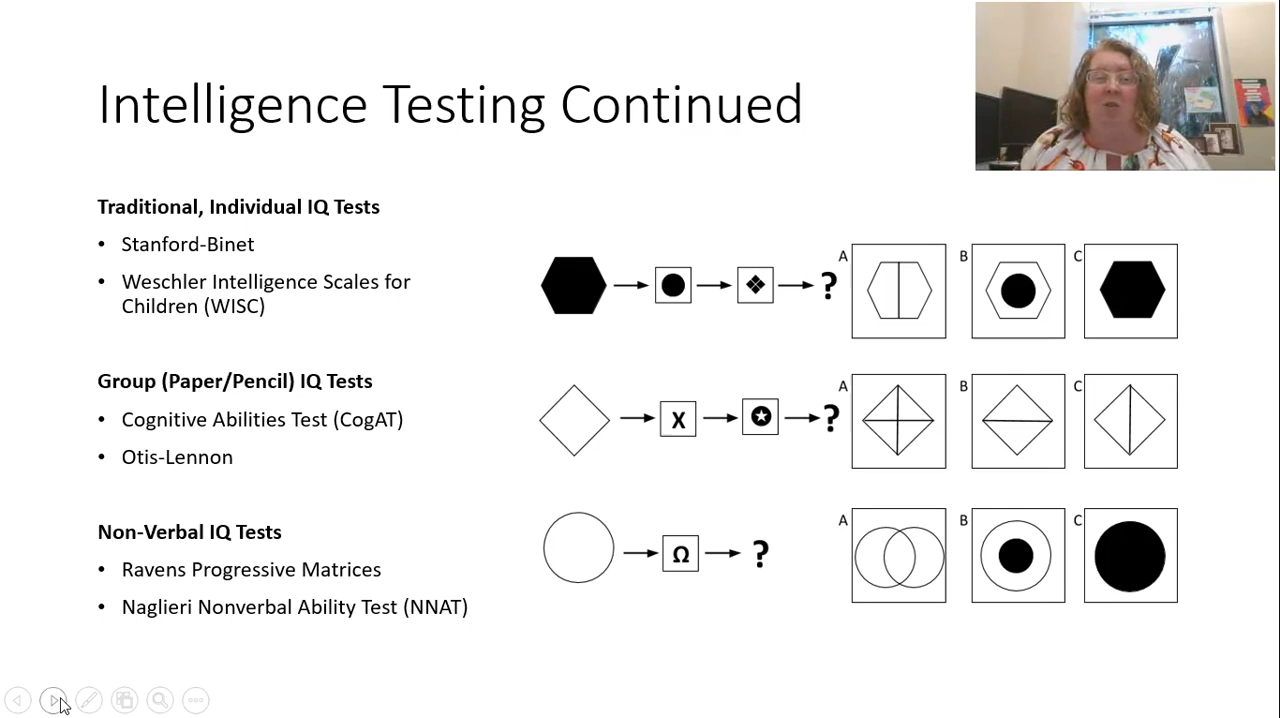 Intelligence Testing Continued
Traditional, Individual IQ Tests
• Stanford-Binet
• Weschler Intelligence Scales for
Children (WISC)
Group (Paper/Pencil) IQ Tests
• Cognitive Abilities Test (CogAT)
• Otis-Lennon
Non-Verbal IQ Tests
• Ravens Progressive Matrices
• Naglieri Nonverbal Ability Test (NNAT)
? A B C
X ? A B C
Ω ? A B C